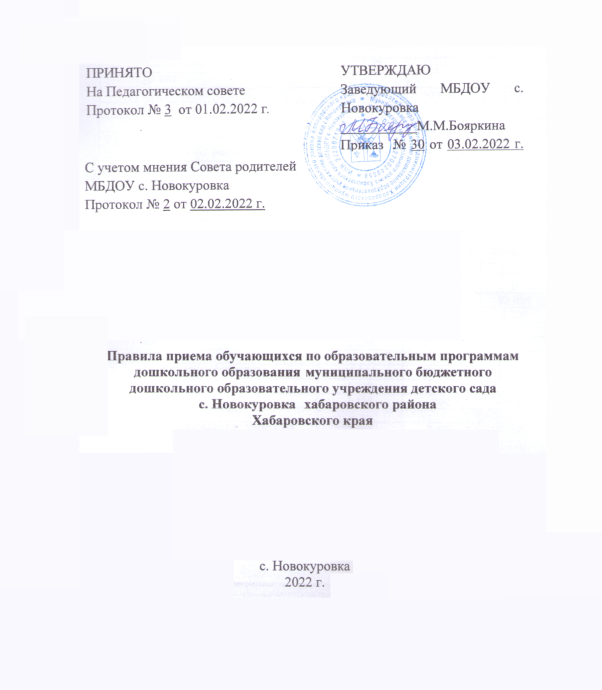 ПРИНЯТО
На Педагогическом совете
Протокол № 3 от 01.02.2022 г.
С учетом мнения Совета родителей
МБДОУ с. Новокуровка
Протокол № 2 от 02.02.2022 г.
УТВЕРЖДАЮ
Заведующий МБДОУ с.
Новокуровка
М.М.Бояркина
Приказ № 30 от 03.02.2022 г.
Правила приема обучающихся по образовательным программам
дошкольного образования муниципального бюджетного
дошкольного образовательного учреждения детского сада
с. Новокуровка хабаровского района
Хабаровского края
с. Новокуровка
2022 г.